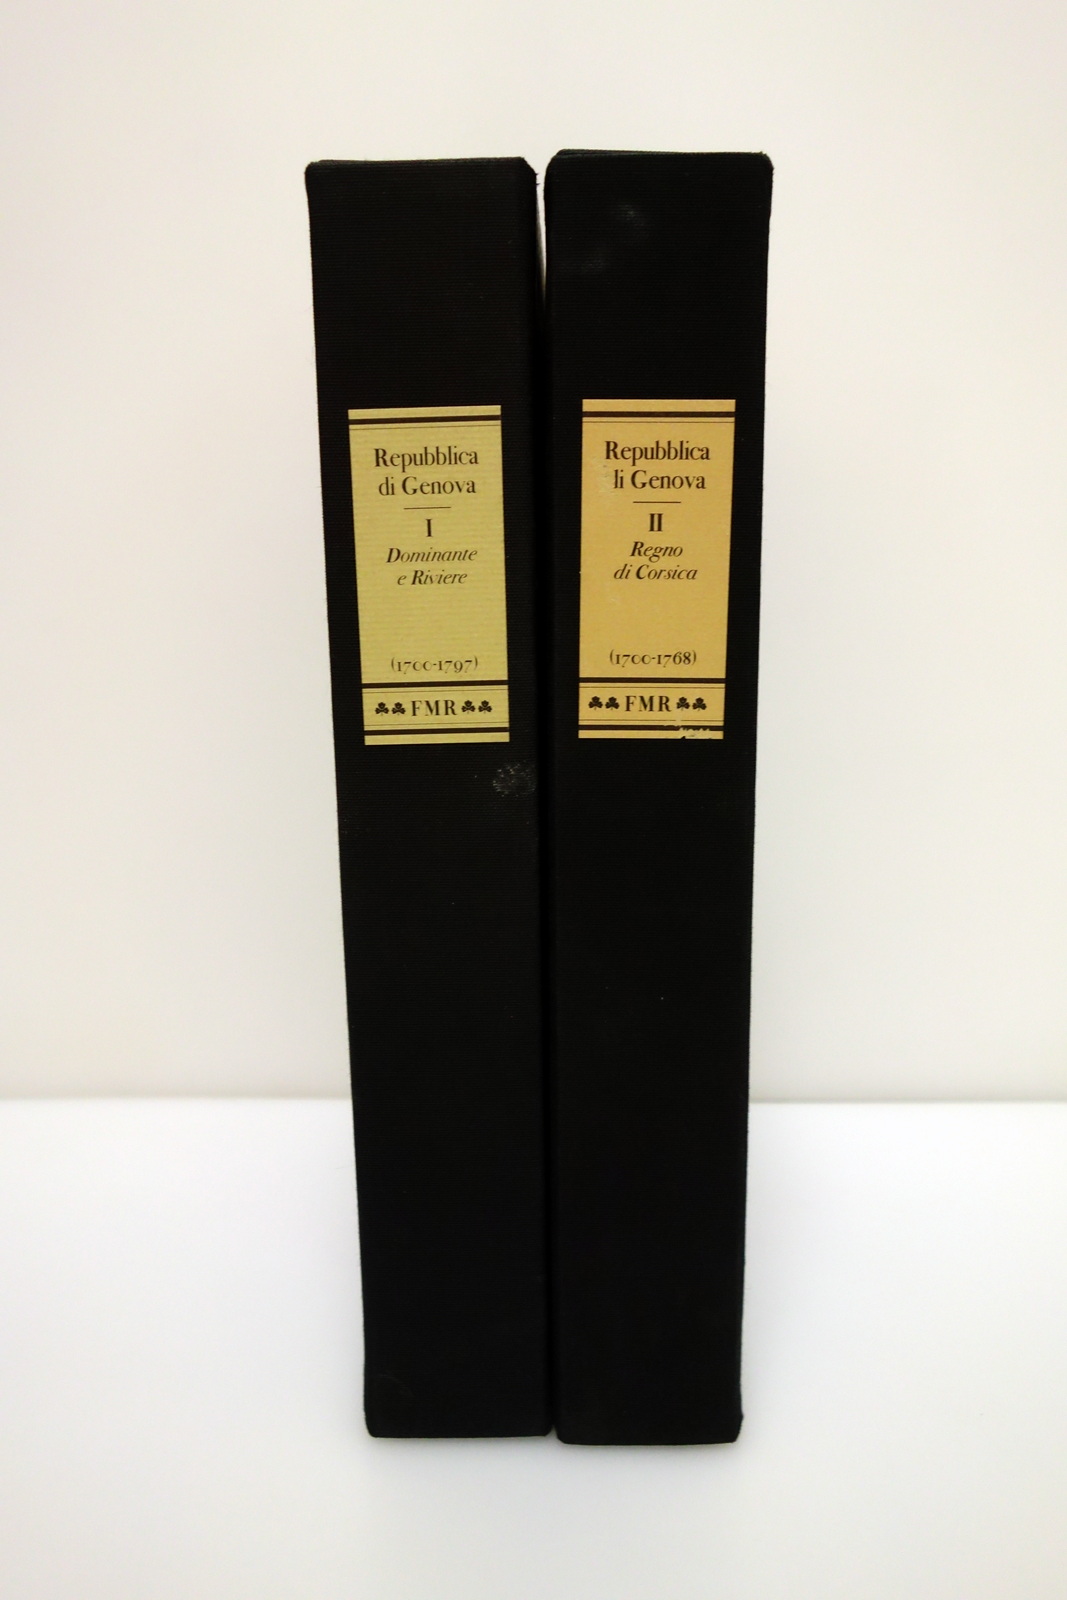 Repubblica
di Genova
I
Dominante
e Riviere
(1700-1797)
FMR
Repubblica
li Genova
II
Regno
di Corsica
(1700-1768)
FMR